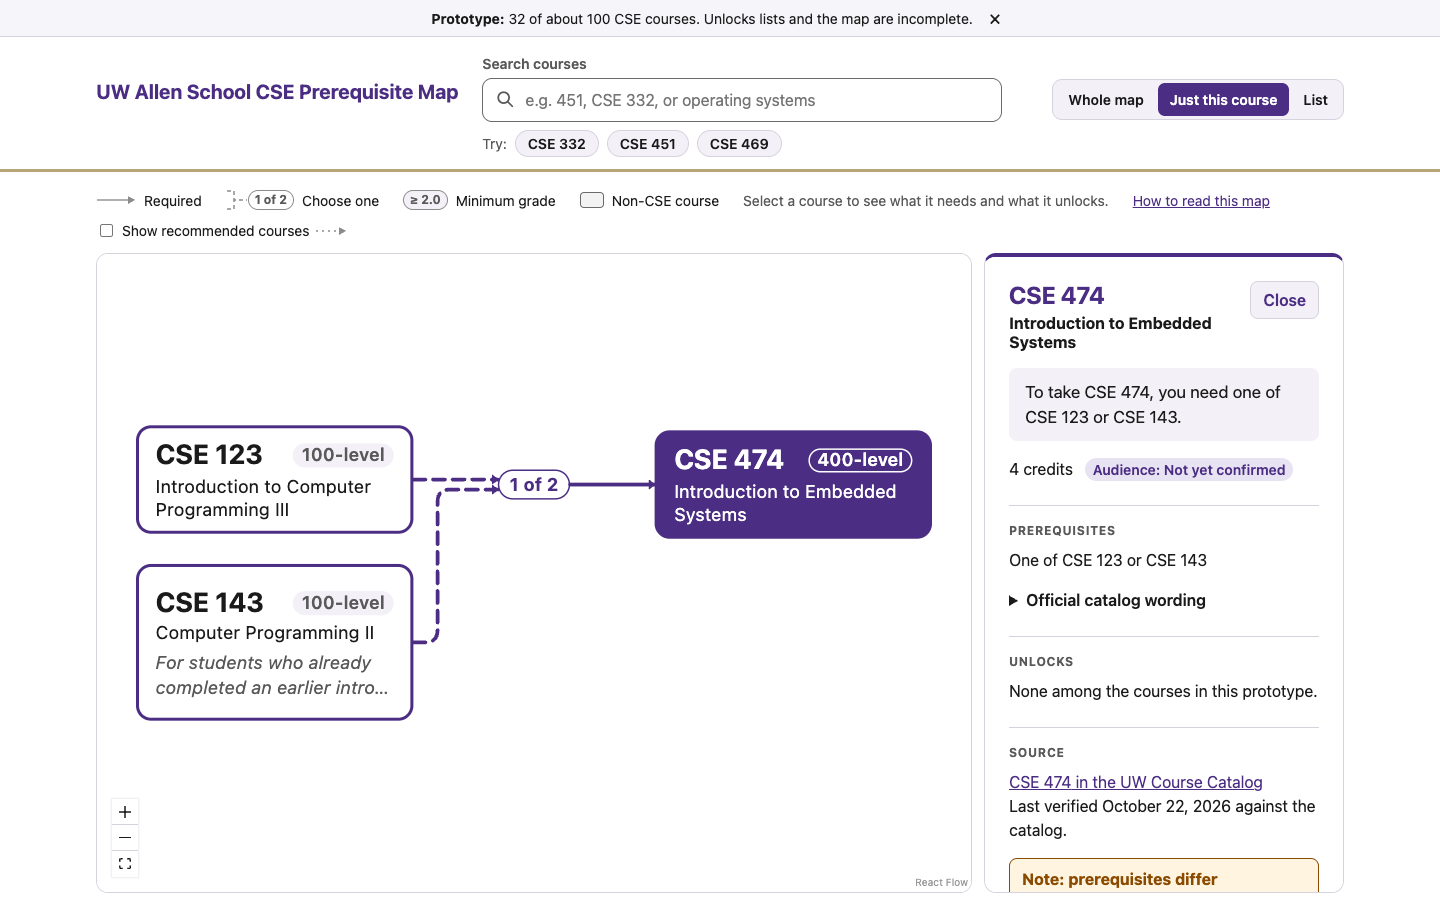 Prototype: 32 of about 100 CSE courses. Unlocks lists and the map are incomplete. ×
UW Allen School CSE Prerequisite Map
Search courses
e.g. 451, CSE 332, or operating systems
Try: CSE 332 CSE 451 CSE 469
Whole map Just this course List
Required 1 of 2 Choose one ≥ 2.0 Minimum grade Non-CSE course Select a course to see what it needs and what it unlocks. How to read this map
Show recommended courses
CSE 123 100-level
Introduction to Computer
Programming III
CSE 143 100-level
Computer Programming II
For students who already
completed an earlier intro...
1 of 2
CSE 474 400-level
Introduction to Embedded
Systems
React Flow
CSE 474
Close
Introduction to Embedded
Systems
To take CSE 474, you need one of
CSE 123 or CSE 143.
4 credits Audience: Not yet confirmed
PREREQUISITES
One of CSE 123 or CSE 143
Official catalog wording
UNLOCKS
None among the courses in this prototype.
SOURCE
CSE 474 in the UW Course Catalog
Last verified October 22, 2026 against the
catalog.
Note: prerequisites differ